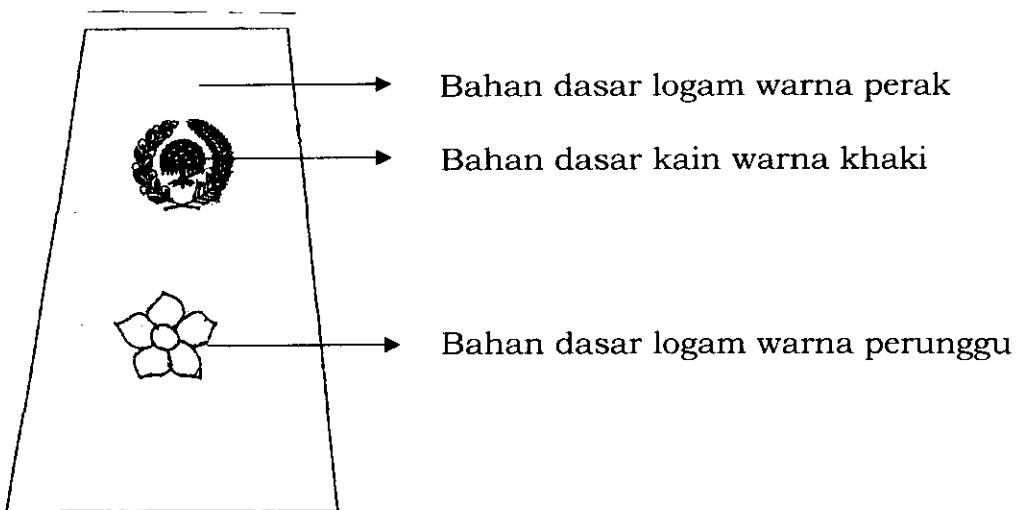 Bahan dasar logam warna perak
Bahan dasar kain warna khaki
Bahan dasar logam warna perunggu